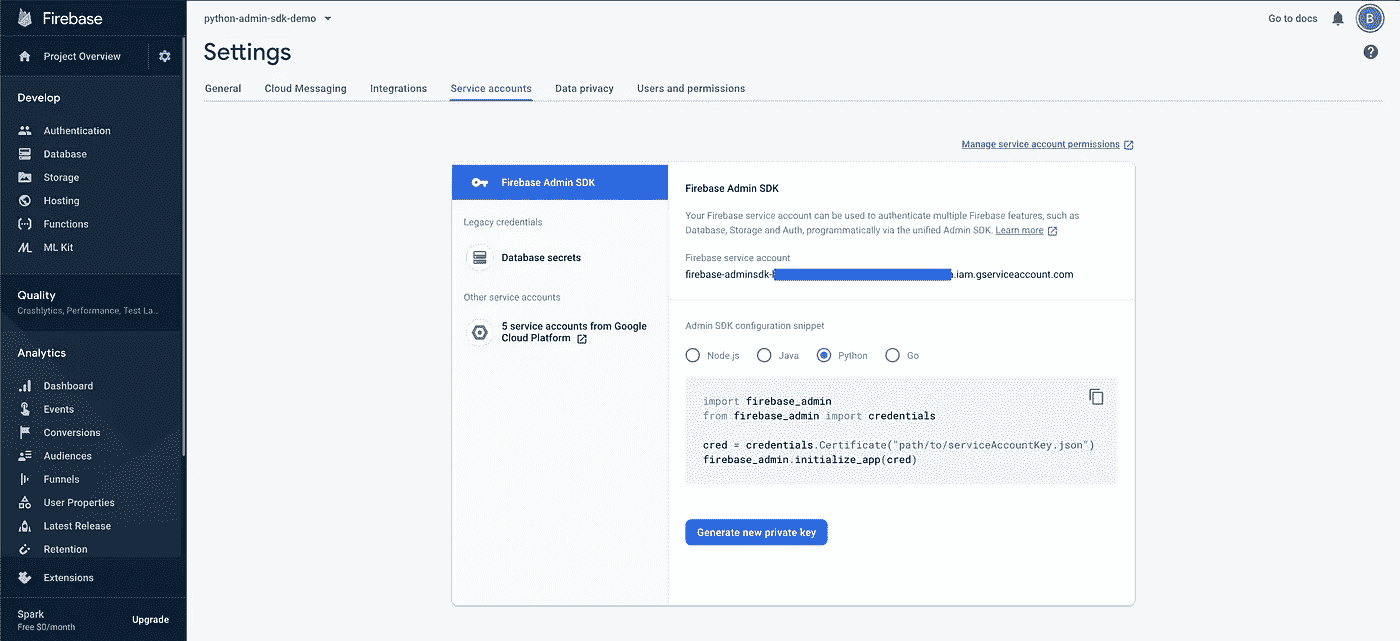 Firebase
Project Overview
Develop
Authentication
Database
Storage
Hosting
Functions
ML Kit
Quality
Crashlytics, Performance, Test La...
Analytics
Dashboard
Events
Conversions
Audiences
Funnels
User Properties
Latest Release
Retention
Extensions
Spark
Free $0/month
Upgrade
python-admin-sdk-demo
Go to docs
B
Settings
General
Cloud Messaging
Integrations
Service accounts
Data privacy
Users and permissions
Manage service account permissions
Firebase Admin SDK
Legacy credentials
Database secrets
Other service accounts
5 service accounts from Google
Cloud Platform
Firebase Admin SDK
Your Firebase service account can be used to authenticate multiple Firebase features, such as
Database, Storage and Auth, programmatically via the unified Admin SDK. Learn more
Firebase service account
firebase-adminsdk-                    .iam.gserviceaccount.com
Admin SDK configuration snippet
Node.js
Java
Python
Go
import firebase_admin
from firebase_admin import credentials
cred = credentials.Certificate("path/to/serviceAccountKey.json")
firebase_admin.initialize_app(cred)
Generate new private key